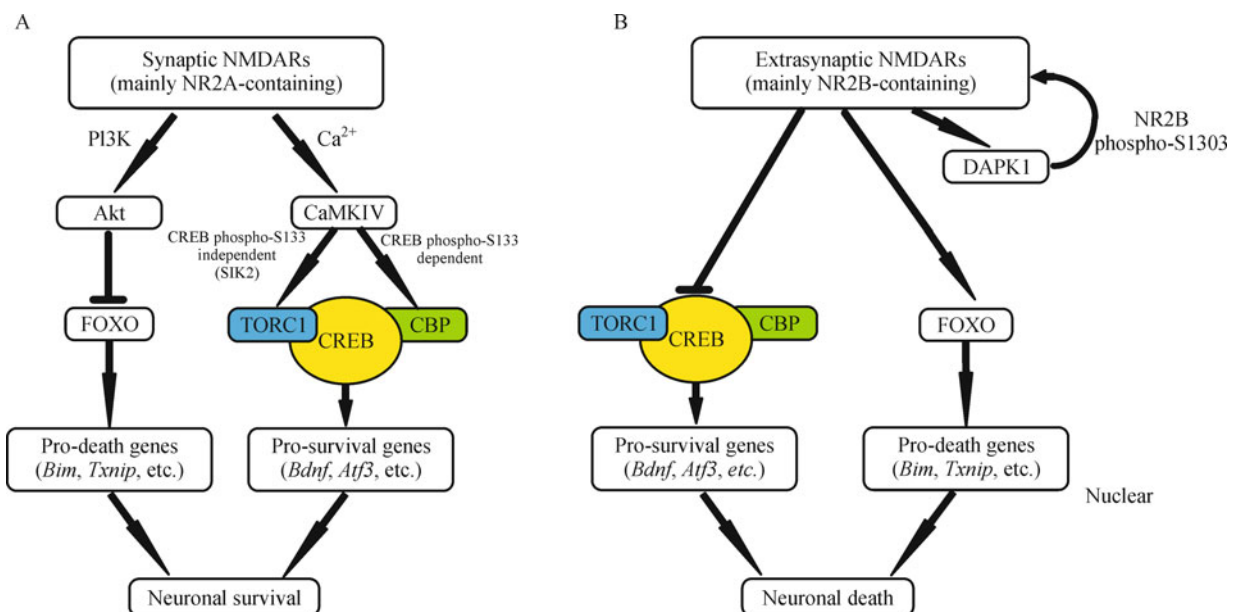 A
Synaptic NMDARs
(mainly NR2A-containing)
PI3K
Ca²⁺
Akt
CaMKIV
CREB phospho-S133
independent
(SIK2)
CREB phospho-S133
dependent
FOXO
TORC1
CREB
CBP
Pro-death genes
(Bim, Txnip, etc.)
Pro-survival genes
(Bdnf, Atf3, etc.)
Neuronal survival
B
Extrasynaptic NMDARs
(mainly NR2B-containing)
NR2B
phospho-S1303
DAPK1
TORC1
CREB
CBP
FOXO
Pro-survival genes
(Bdnf, Atf3, etc.)
Pro-death genes
(Bim, Txnip, etc.)
Nuclear
Neuronal death